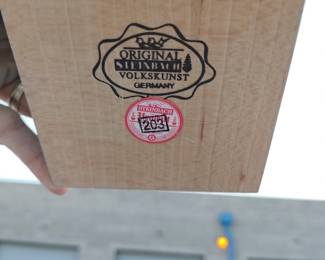 ORIGINAL
STEINBACH
VOLKSKUNST
GERMANY
STEINBACH
203